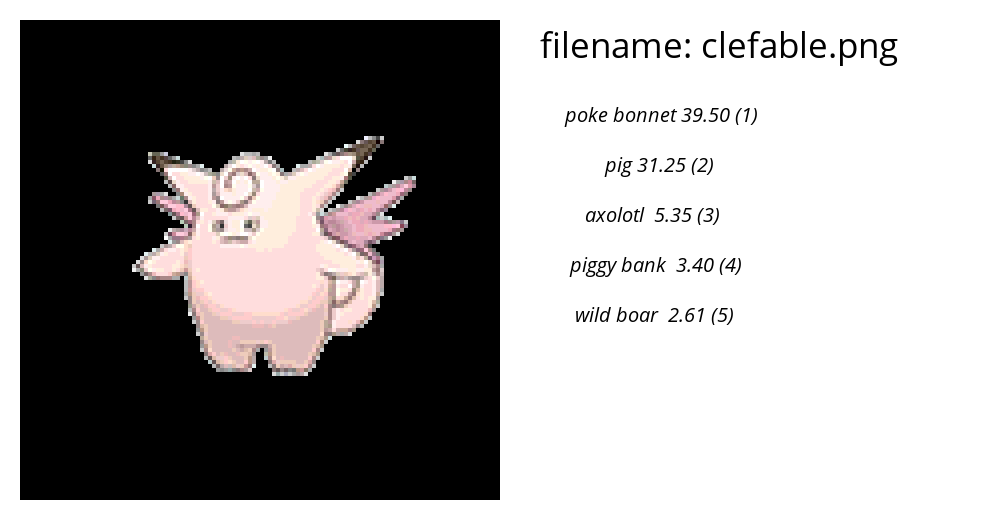 filename: clefable.png
poke bonnet 39.50 (1)
pig 31.25 (2)
axolotl  5.35 (3)
piggy bank  3.40 (4)
wild boar  2.61 (5)